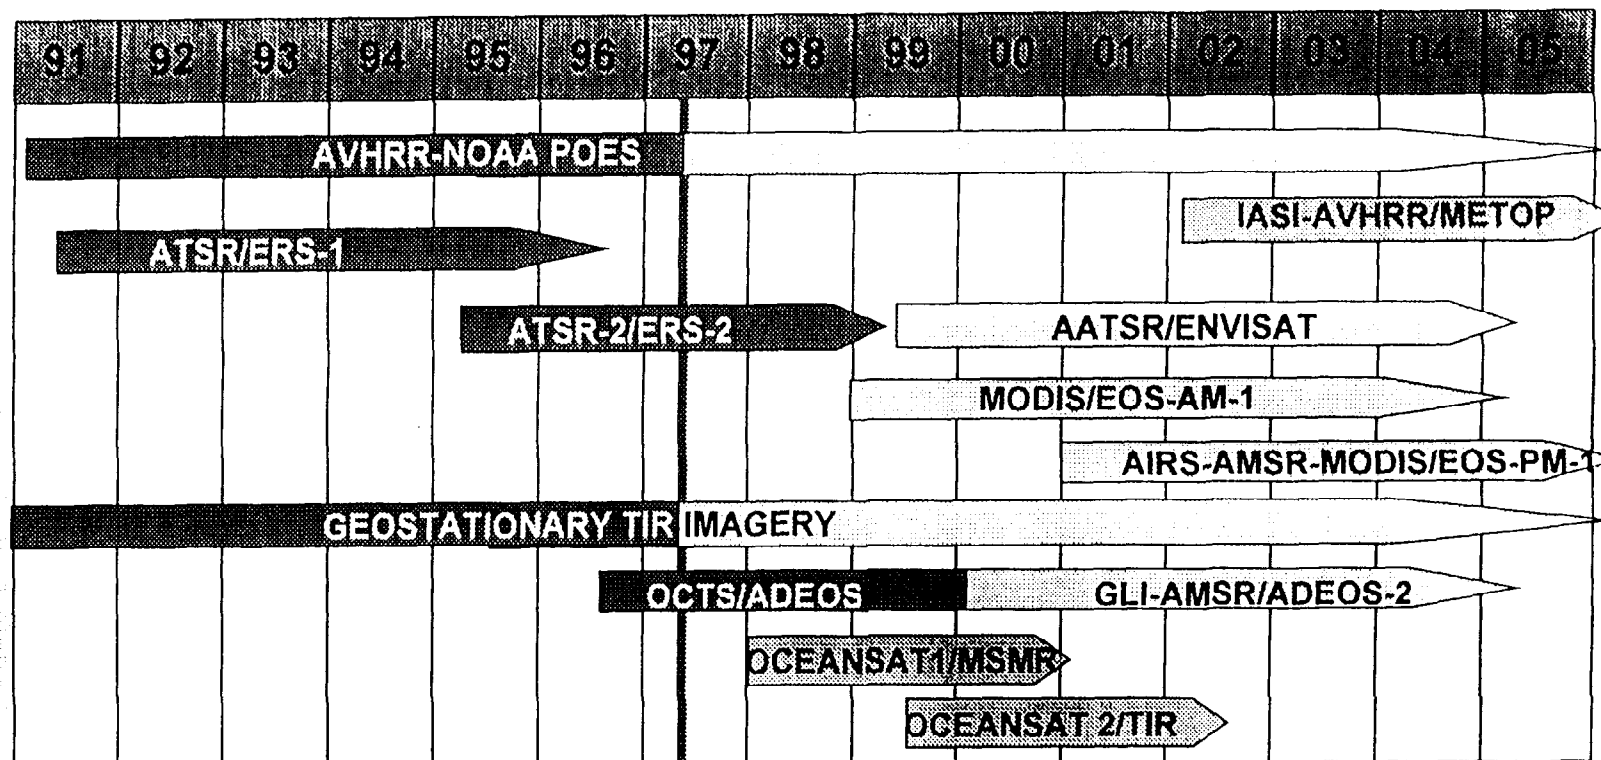 91 92 93 94 95 96 97 98 99 00 01 02 03 04 05
AVHRR-NOAA POES
IASI-AVHRR/METOP
ATSR/ERS-1
ATSR-2/ERS-2 AATSR/ENVISAT
MODIS/EOS-AM-1
AIRS-AMSR-MODIS/EOS-PM-1
GEOSTATIONARY TIR IMAGERY
OCTS/ADEOS GLI-AMSR/ADEOS-2
OCEANSAT1/MSMR
OCEANSAT 2/TIR